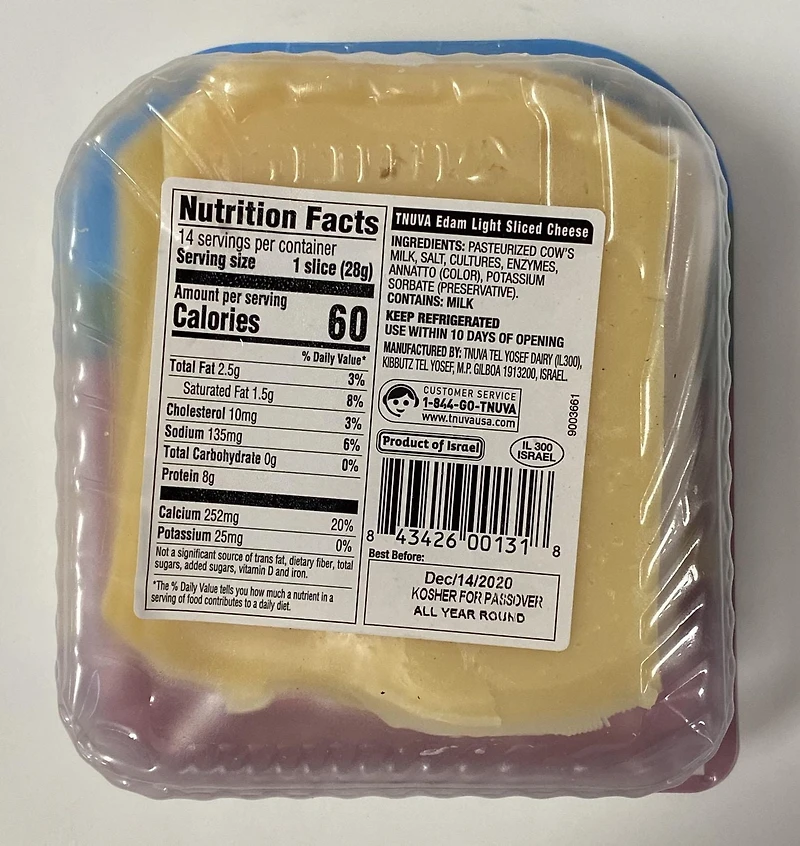 Nutrition Facts
14 servings per container
Serving size 1 slice (28g)
Amount per serving
Calories 60
% Daily Value*
Total Fat 2.5g 3%
Saturated Fat 1.5g 8%
Cholesterol 10mg 3%
Sodium 135mg 6%
Total Carbohydrate 0g 0%
Protein 8g
Calcium 252mg 20%
Potassium 25mg 0%
Not a significant source of trans fat, dietary fiber, total
sugars, added sugars, vitamin D and iron.
*The % Daily Value tells you how much a nutrient in a
serving of food contributes to a daily diet.
TNUVA Edam Light Sliced Cheese
INGREDIENTS: PASTEURIZED COW'S
MILK, SALT, CULTURES, ENZYMES,
ANNATTO (COLOR), POTASSIUM
SORBATE (PRESERVATIVE).
CONTAINS: MILK
KEEP REFRIGERATED
USE WITHIN 10 DAYS OF OPENING
MANUFACTURED BY: TNUVA TEL YOSEF DAIRY (IL300),
KIBBUTZ TEL YOSEF, M.P. GILBOA 1913200, ISRAEL.
CUSTOMER SERVICE
1-844-GO-TNUVA
www.tnuvausa.com
9003661
Product of Israel
IL 300
ISRAEL
8 43426 00131 8
Best Before:
Dec/14/2020
KOSHER FOR PASSOVER
ALL YEAR ROUND